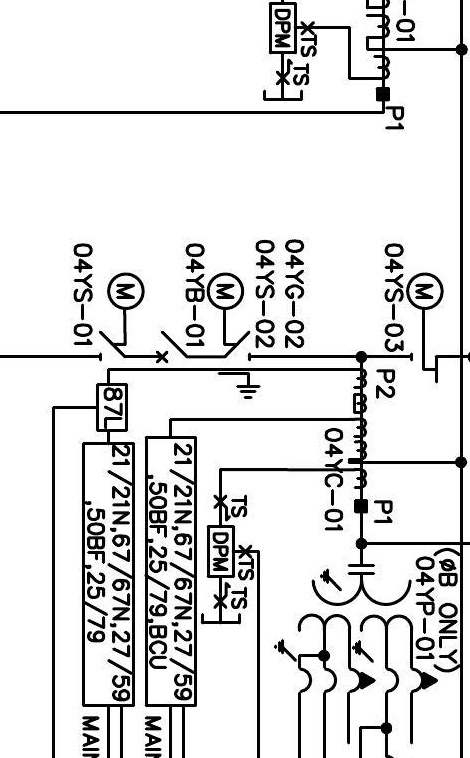 -01
DPM
TS
TS
P1
04YS-01
M
04YB-01
M
04YS-02
04YG-02
04YS-03
M
P2
87L
04YC-01
P1
21/21N,67/67N,27/59
,50BF,25/79
21/21N,67/67N,27/59
,50BF,25/79,BCU
TS
DPM
TS
TS
(øB ONLY)
04YP-01
MAIN
MAIN